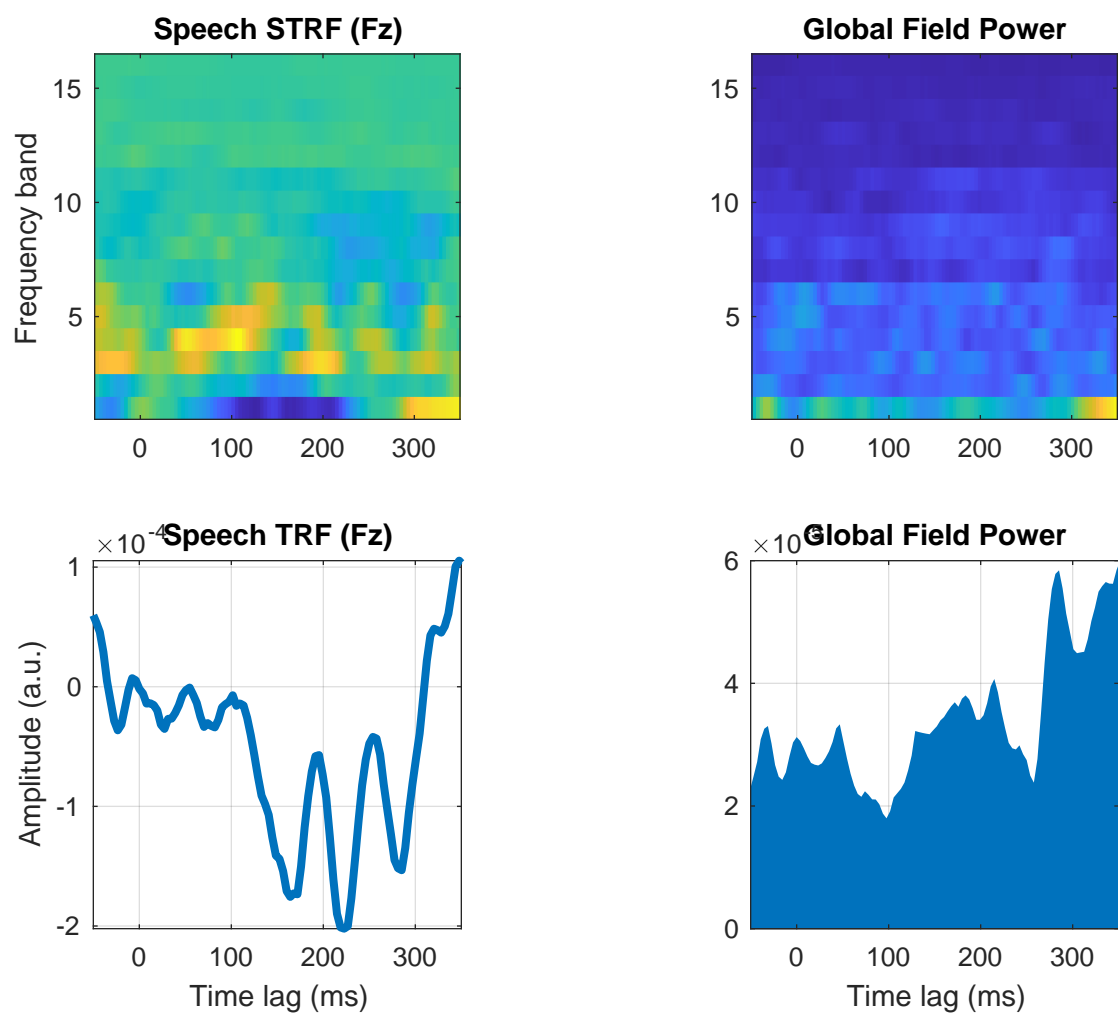 Speech STRF (Fz)
Frequency band
15
10
5
0 100 200 300
Global Field Power
15
10
5
0 100 200 300
Speech TRF (Fz)
×10-4
Amplitude (a.u.)
1
0
-1
-2
0 100 200 300
Time lag (ms)
Global Field Power
×10
6
4
2
0
0 100 200 300
Time lag (ms)